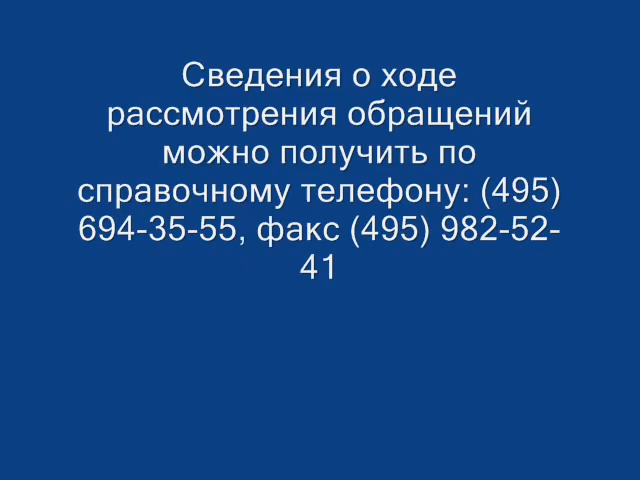 Сведения о ходе
рассмотрения обращений
можно получить по
справочному телефону: (495)
694-35-55, факс (495) 982-52-
41